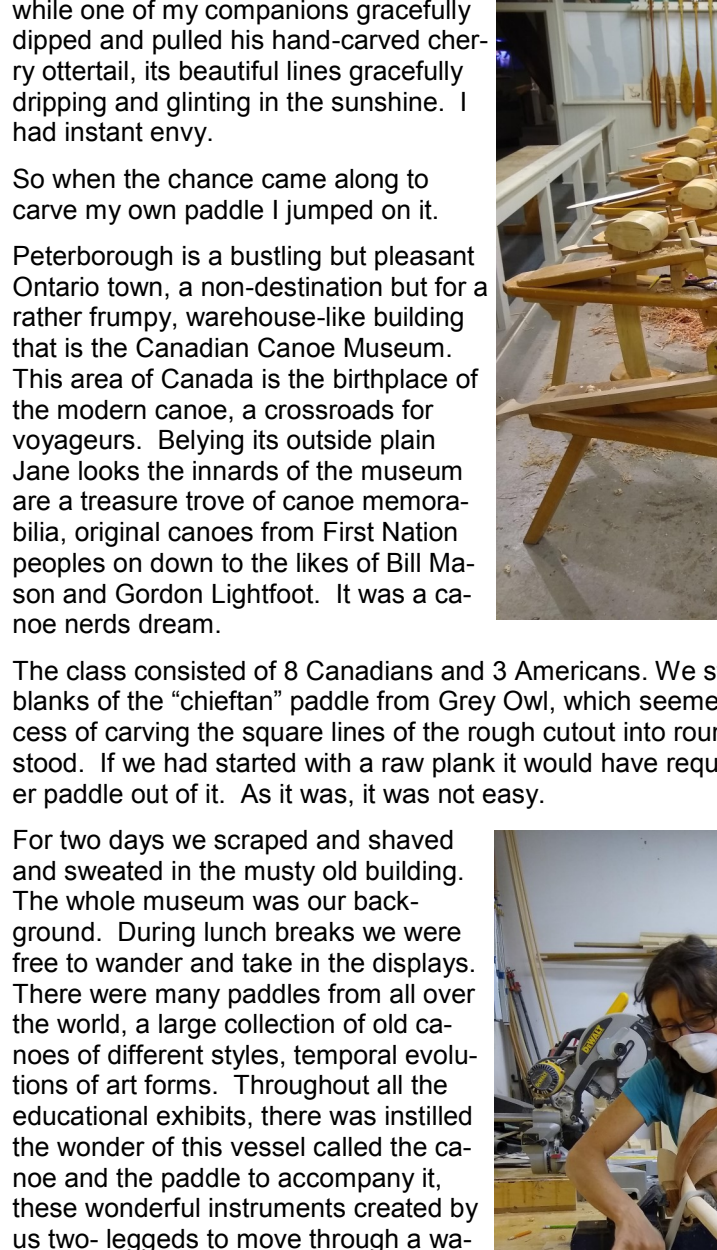 while one of my companions gracefully
dipped and pulled his hand-carved cher-
ry ottertail, its beautiful lines gracefully
dripping and glinting in the sunshine.  I
had instant envy.
So when the chance came along to
carve my own paddle I jumped on it.
Peterborough is a bustling but pleasant
Ontario town, a non-destination but for a
rather frumpy, warehouse-like building
that is the Canadian Canoe Museum.
This area of Canada is the birthplace of
the modern canoe, a crossroads for
voyageurs.  Belying its outside plain
Jane looks the innards of the museum
are a treasure trove of canoe memora-
bilia, original canoes from First Nation
peoples on down to the likes of Bill Ma-
son and Gordon Lightfoot.  It was a ca-
noe nerds dream.
The class consisted of 8 Canadians and 3 Americans. We s
blanks of the “chieftan” paddle from Grey Owl, which seeme
cess of carving the square lines of the rough cutout into rour
stood.  If we had started with a raw plank it would have requ
er paddle out of it.  As it was, it was not easy.
For two days we scraped and shaved
and sweated in the musty old building.
The whole museum was our back-
ground.  During lunch breaks we were
free to wander and take in the displays.
There were many paddles from all over
the world, a large collection of old ca-
noes of different styles, temporal evolu-
tions of art forms.  Throughout all the
educational exhibits, there was instilled
the wonder of this vessel called the ca-
noe and the paddle to accompany it,
these wonderful instruments created by
us two- leggeds to move through a wa-
DEWALT